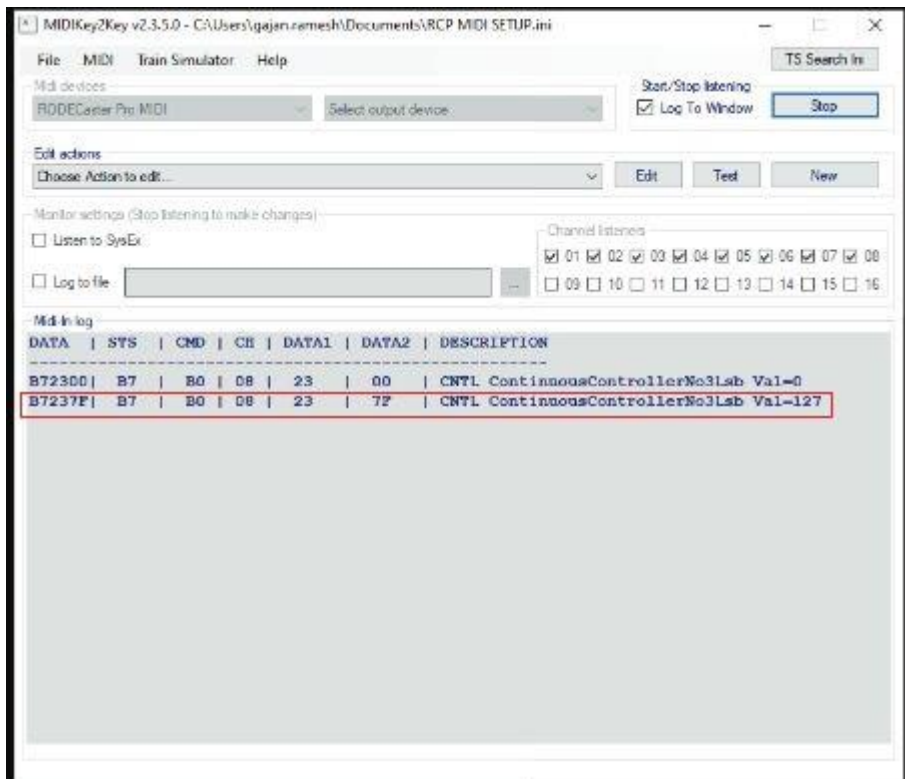 MIDIKey2Key v2.3.5.0 - C:\Users\gajan.ramesh\Documents\RCP MIDI SETUP.ini
File MIDI Train Simulator Help TS Search In
Midi devices Start/Stop listening
RODECaster Pro MIDI Select output device Log To Window Stop
Edit actions
Choose Action to edit... Edit Test New
Monitor settings (Stop listening to make changes) Channel listeners
Listen to SysEx 01 02 03 04 05 06 07 08
Log to file ... 09 10 11 12 13 14 15 16
Midi-In log
DATA | STS | CMD | CH | DATA1 | DATA2 | DESCRIPTION
B72300| B7 | B0 | 08 | 23 | 00 | CNTL ContinuousControllerNo3Lsb Val=0
B7237F| B7 | B0 | 08 | 23 | 7F | CNTL ContinuousControllerNo3Lsb Val=127